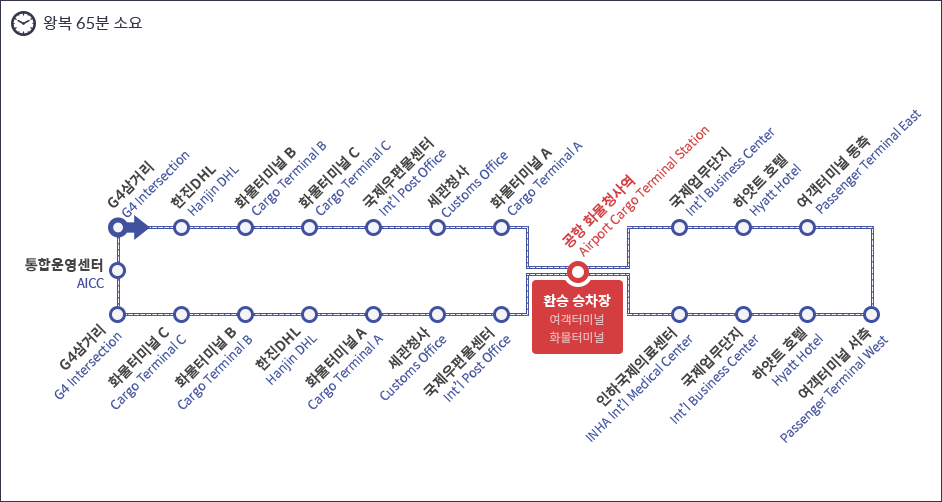 왕복 65분 소요
G4삼거리
G4 Intersection
한진DHL
Hanjin DHL
화물터미널 B
Cargo Terminal B
화물터미널 C
Cargo Terminal C
국제우편물센터
Int'l Post Office
세관청사
Customs Office
화물터미널 A
Cargo Terminal A
공항 화물청사역
Airport Cargo Terminal Station
국제업무단지
Int'l Business Center
하얏트 호텔
Hyatt Hotel
여객터미널 동측
Passenger Terminal East
통합운영센터
AICC
환승 승차장
여객터미널
화물터미널
G4삼거리
G4 Intersection
화물터미널 C
Cargo Terminal C
화물터미널 B
Cargo Terminal B
한진DHL
Hanjin DHL
화물터미널 A
Cargo Terminal A
세관청사
Customs Office
국제우편물센터
Int'l Post Office
인하국제의료센터
INHA Int'l Medical Center
국제업무단지
Int'l Business Center
하얏트 호텔
Hyatt Hotel
여객터미널 서측
Passenger Terminal West